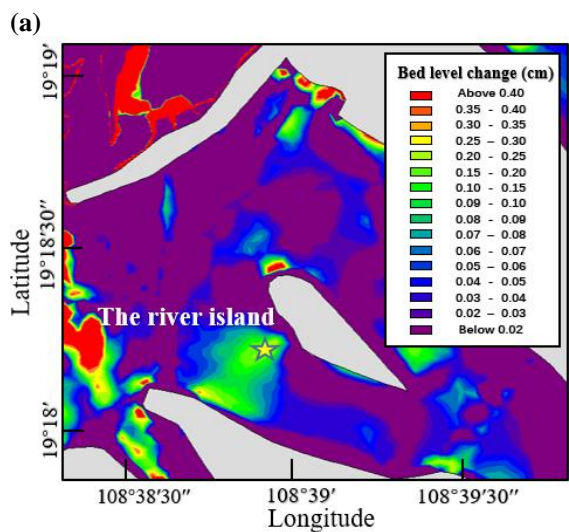 (a)
Bed level change (cm)
Above 0.40
0.35 - 0.40
0.30 - 0.35
0.25 – 0.30
0.20 - 0.25
0.15 - 0.20
0.10 - 0.15
0.09 - 0.10
0.08 - 0.09
0.07 - 0.08
0.06 - 0.07
0.05 - 0.06
0.04 - 0.05
0.03 - 0.04
0.02 - 0.03
Below 0.02
The river island
Latitude
19°19′
19°18′30′′
19°18′
108°38′30′′
108°39′
108°39′30′′
Longitude